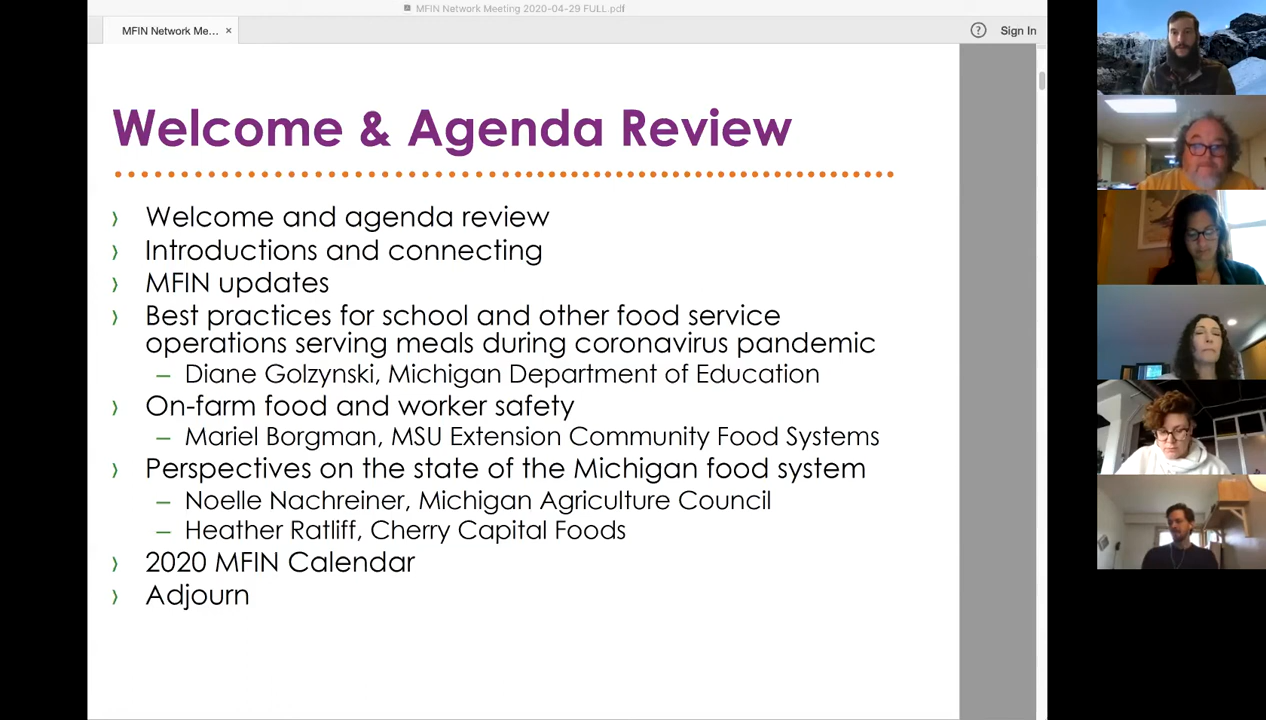 MFIN Network Meeting 2020-04-29 FULL.pdf
MFIN Network Me... ×
? Sign In
Welcome & Agenda Review
› Welcome and agenda review
› Introductions and connecting
› MFIN updates
› Best practices for school and other food service
operations serving meals during coronavirus pandemic
– Diane Golzynski, Michigan Department of Education
› On-farm food and worker safety
– Mariel Borgman, MSU Extension Community Food Systems
› Perspectives on the state of the Michigan food system
– Noelle Nachreiner, Michigan Agriculture Council
– Heather Ratliff, Cherry Capital Foods
› 2020 MFIN Calendar
› Adjourn